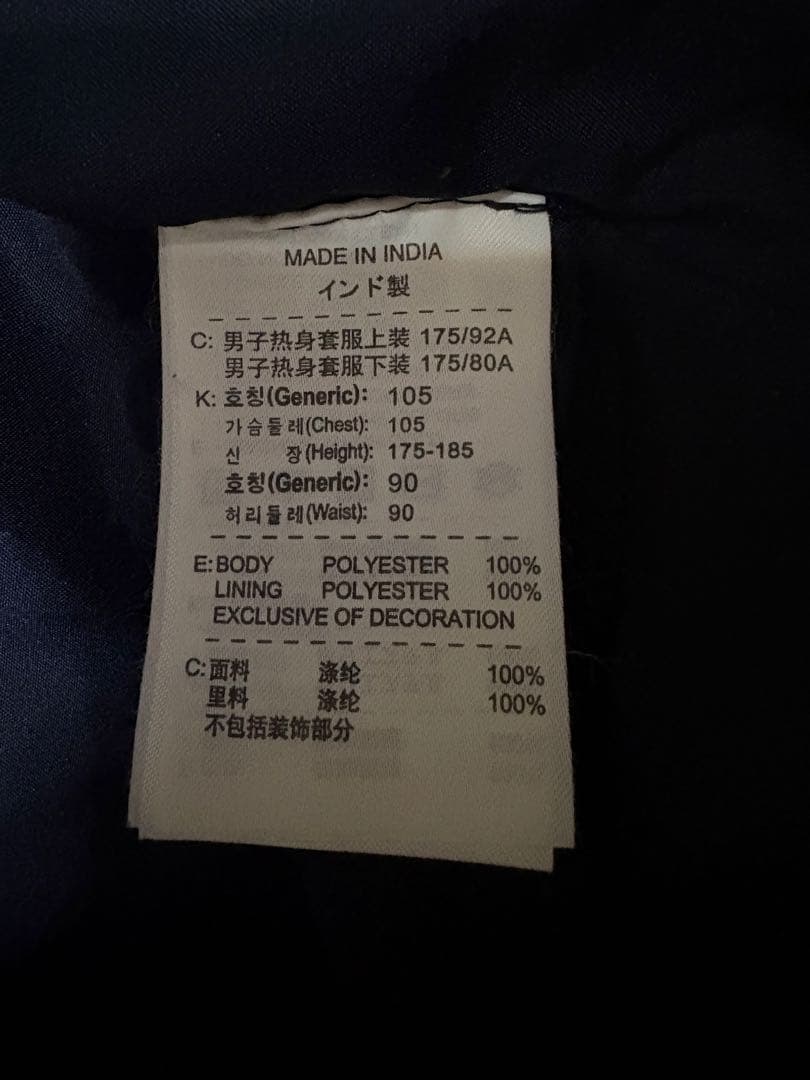 MADE IN INDIA
インド製
C: 男子热身套服上装 175/92A
男子热身套服下装 175/80A
K: 호칭(Generic): 105
가슴둘레(Chest): 105
신 장(Height): 175-185
호칭(Generic): 90
허리둘레(Waist): 90
E: BODY POLYESTER 100%
LINING POLYESTER 100%
EXCLUSIVE OF DECORATION
C: 面料 涤纶 100%
里料 涤纶 100%
不包括装饰部分